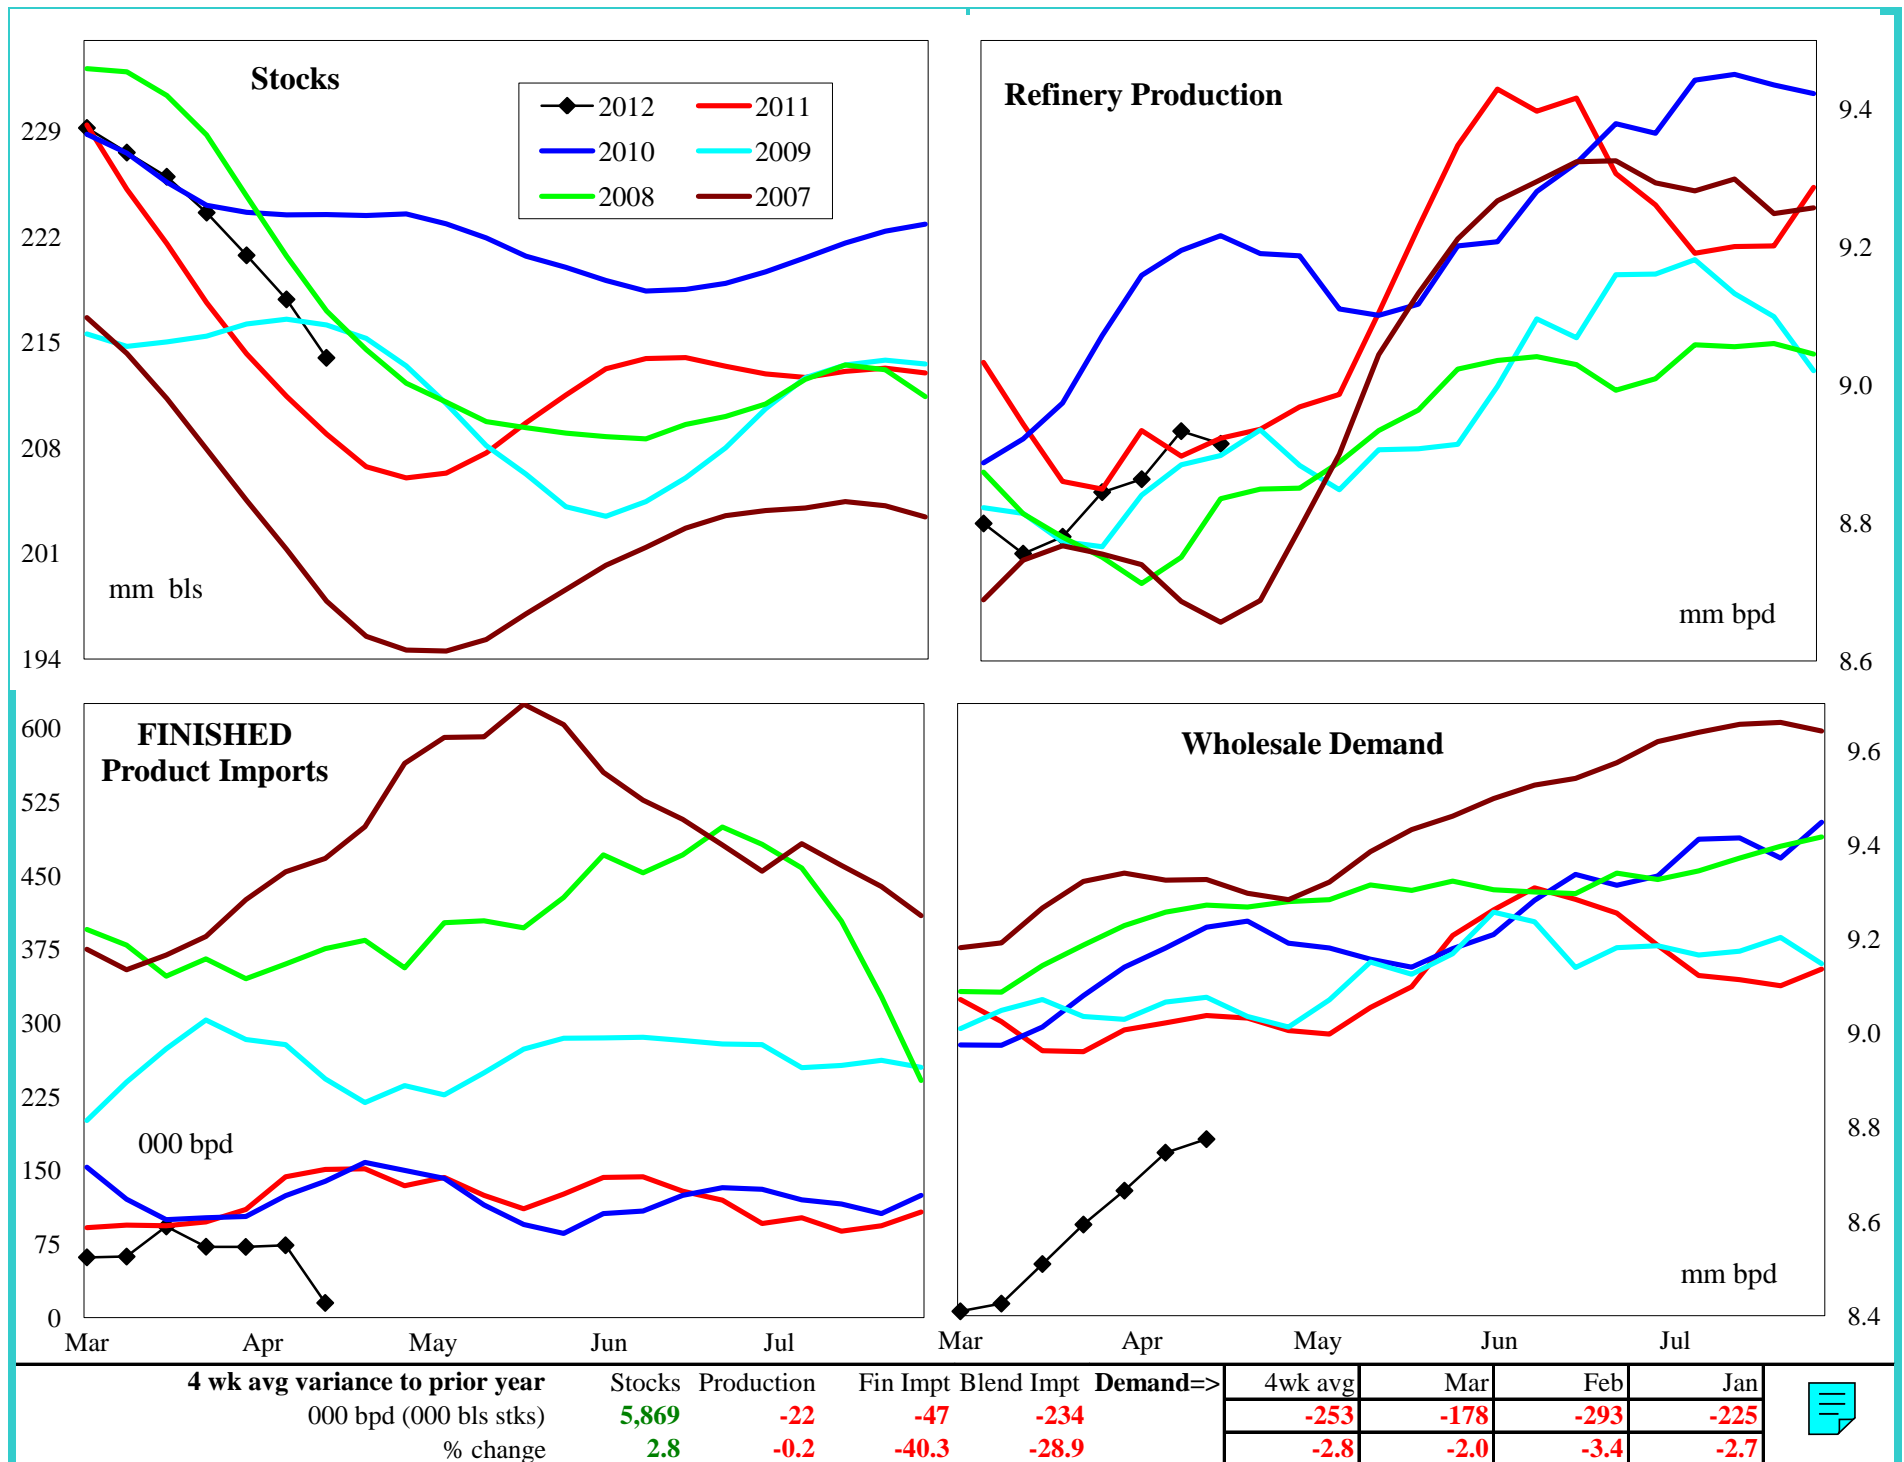 Stocks
2012 2011
2010 2009
2008 2007
229
222
215
208
201
194
mm bls
Refinery Production
9.4
9.2
9.0
8.8
8.6
mm bpd
FINISHED
Product Imports
600
525
450
375
300
225
150
75
0
000 bpd
Mar Apr May Jun Jul
Wholesale Demand
9.6
9.4
9.2
9.0
8.8
8.6
8.4
mm bpd
Mar Apr May Jun Jul
4 wk avg variance to prior year Stocks Production Fin Impt Blend Impt Demand=> 4wk avg Mar Feb Jan
000 bpd (000 bls stks) 5,869 -22 -47 -234 -253 -178 -293 -225
% change 2.8 -0.2 -40.3 -28.9 -2.8 -2.0 -3.4 -2.7